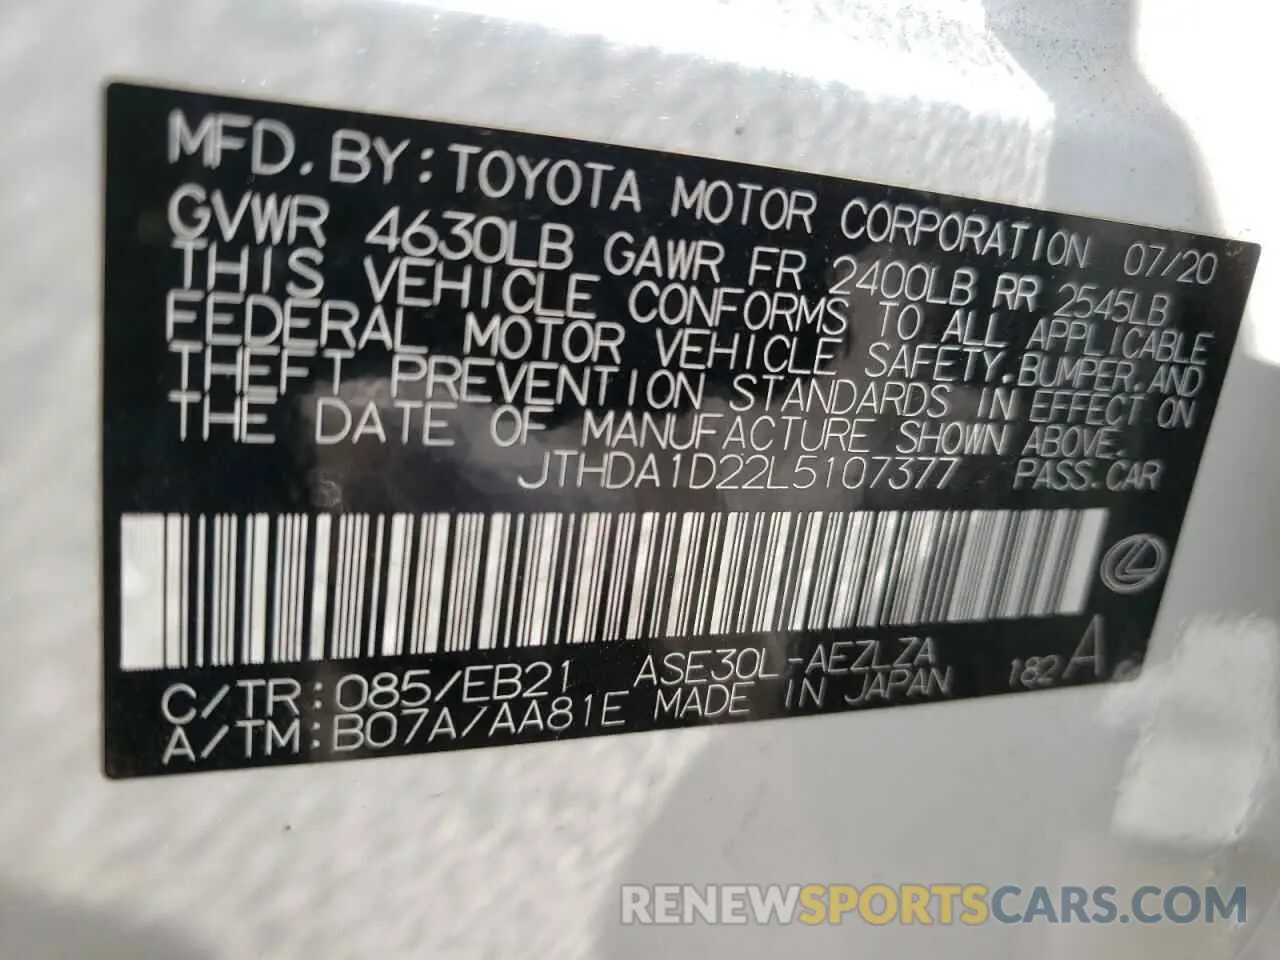 MFD. BY: TOYOTA MOTOR CORPORATION 07/20
GVWR 4630LB GAWR FR 2400LB RR 2545LB
THIS VEHICLE CONFORMS TO ALL APPLICABLE
FEDERAL MOTOR VEHICLE SAFETY, BUMPER, AND
THEFT PREVENTION STANDARDS IN EFFECT ON
THE DATE OF MANUFACTURE SHOWN ABOVE.
JTHDA1D22L5107377 PASS. CAR
C/TR: 085/EB21 ASE30L-AEZLZA 182 A
A/TM: B07A/AA81E MADE IN JAPAN
RENEWSPORTSCARS.COM